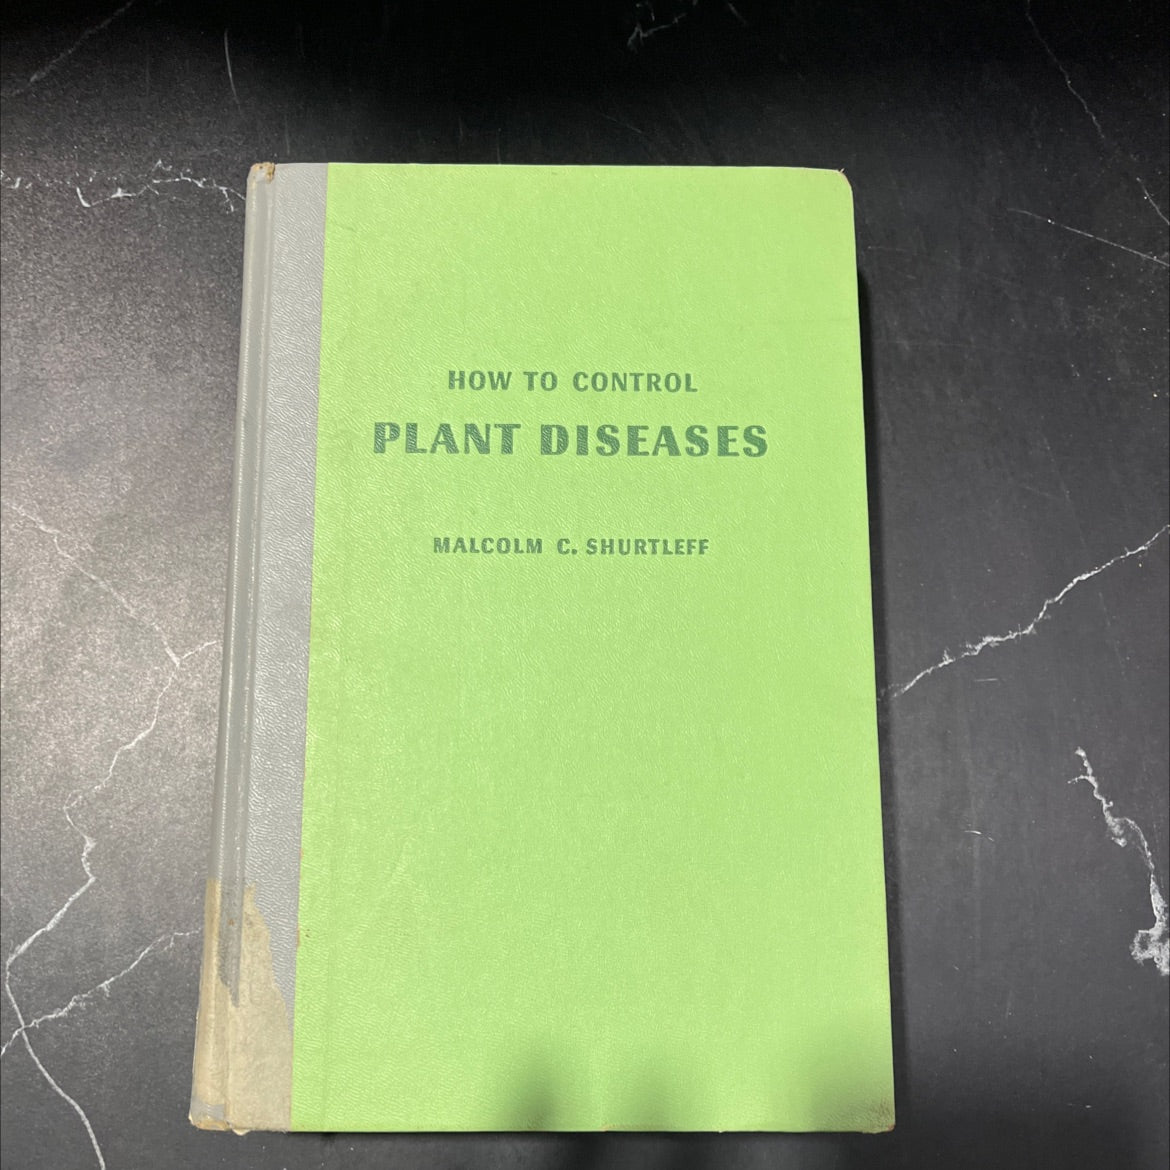 HOW TO CONTROL
PLANT DISEASES
MALCOLM C. SHURTLEFF